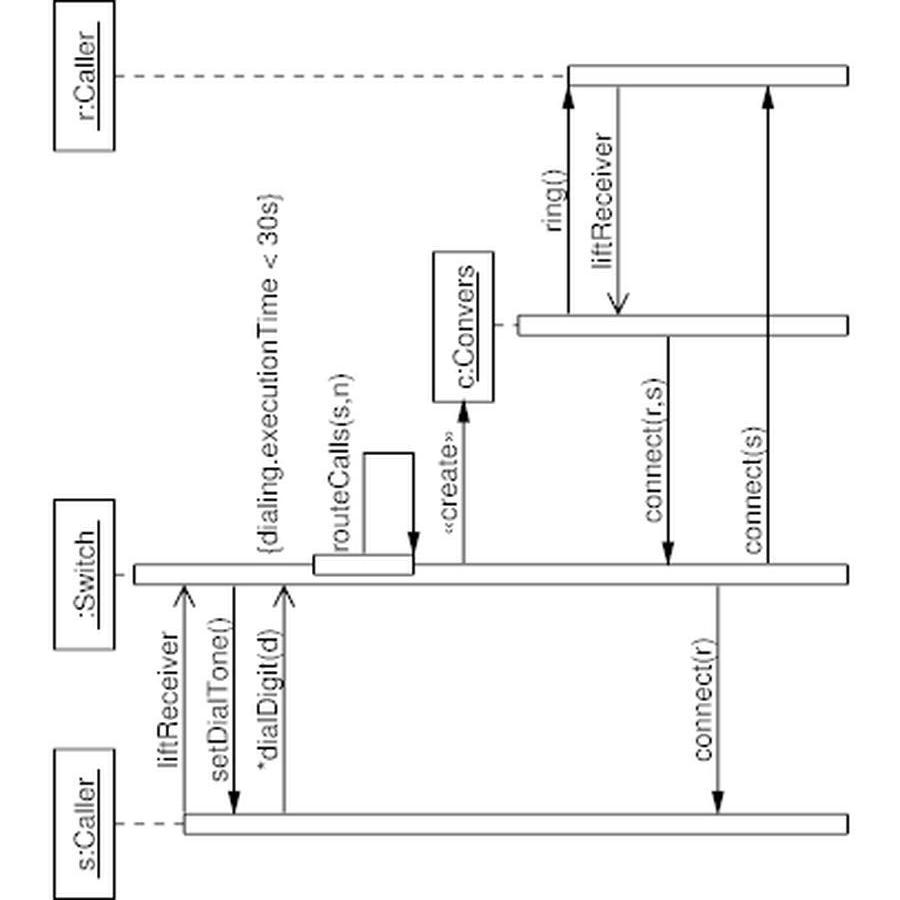 s:Caller
:Switch
r:Caller
liftReceiver
setDialTone()
*dialDigit(d)
{dialing.executionTime < 30s}
routeCalls(s,n)
«create»
c:Convers
ring()
liftReceiver
connect(r,s)
connect(r)
connect(s)